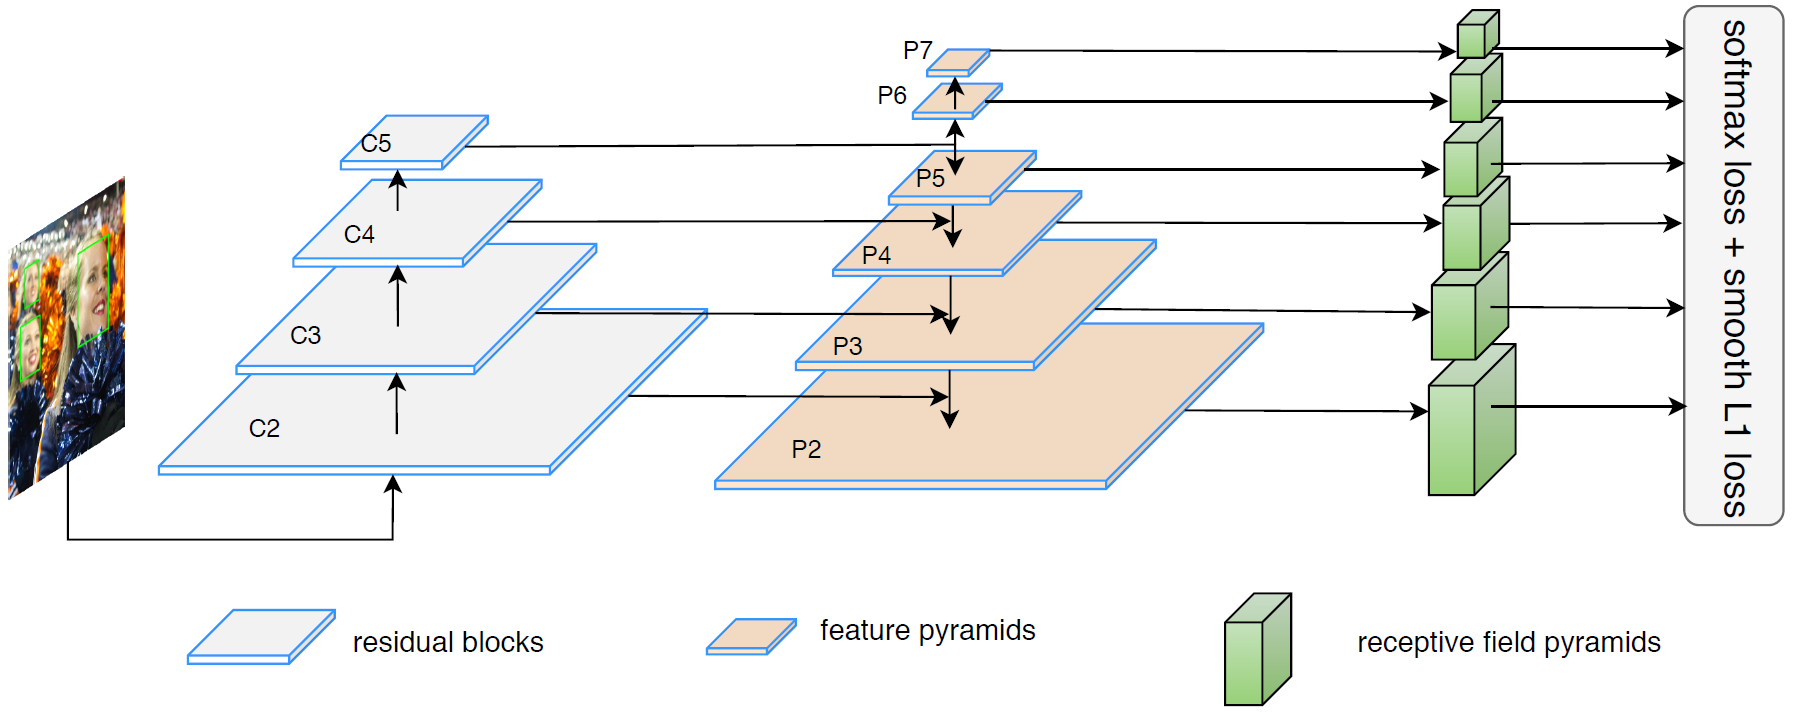 P7
P6
C5
P5
C4
P4
C3
P3
C2
P2
softmax loss + smooth L1 loss
residual blocks
feature pyramids
receptive field pyramids